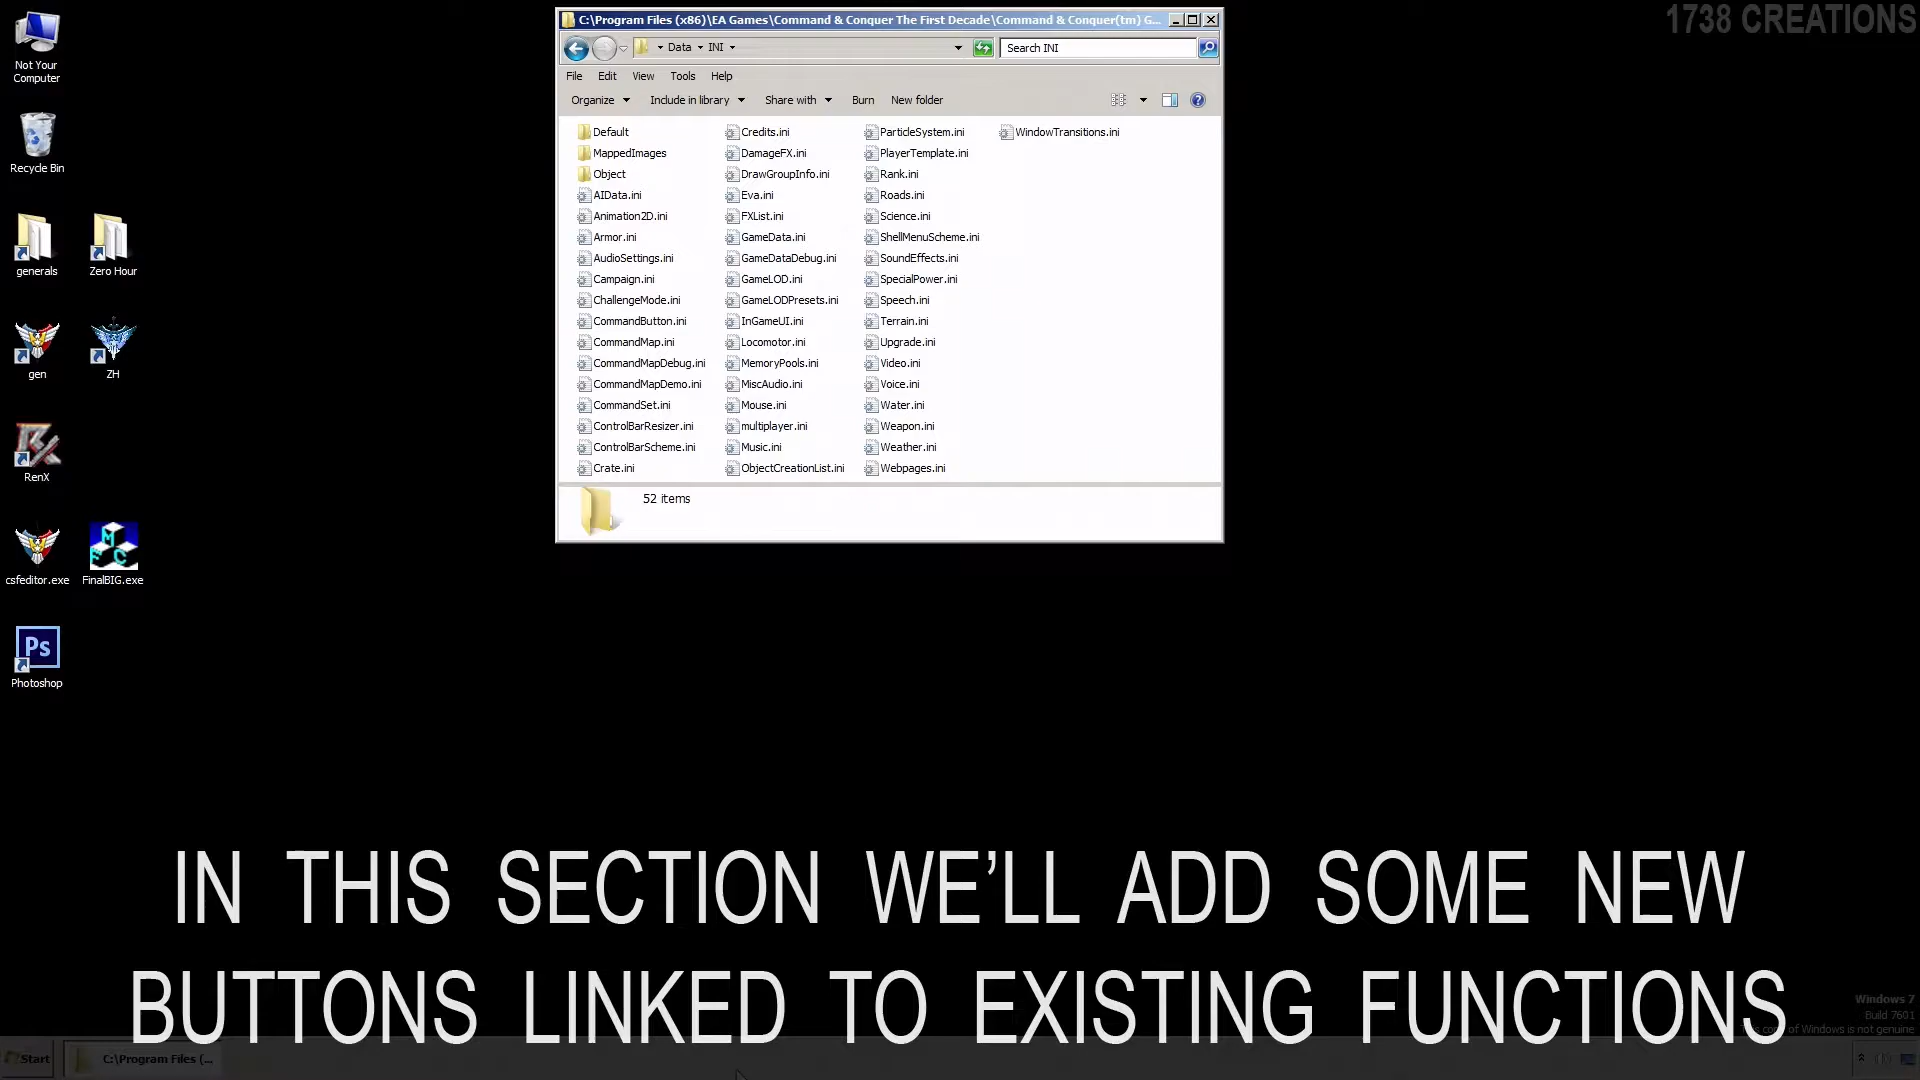 1738 CREATIONS
C:\Program Files (x86)\EA Games\Command & Conquer The First Decade\Command & Conquer(tm) G...
Data INI
Search INI
File Edit View Tools Help
Organize Include in library Share with Burn New folder
Default
MappedImages
Object
AIData.ini
Animation2D.ini
Armor.ini
AudioSettings.ini
Campaign.ini
ChallengeMode.ini
CommandButton.ini
CommandMap.ini
CommandMapDebug.ini
CommandMapDemo.ini
CommandSet.ini
ControlBarResizer.ini
ControlBarScheme.ini
Crate.ini
Credits.ini
DamageFX.ini
DrawGroupInfo.ini
Eva.ini
FXList.ini
GameData.ini
GameDataDebug.ini
GameLOD.ini
GameLODPresets.ini
InGameUI.ini
Locomotor.ini
MemoryPools.ini
MiscAudio.ini
Mouse.ini
multiplayer.ini
Music.ini
ObjectCreationList.ini
ParticleSystem.ini
PlayerTemplate.ini
Rank.ini
Roads.ini
Science.ini
ShellMenuScheme.ini
SoundEffects.ini
SpecialPower.ini
Speech.ini
Terrain.ini
Upgrade.ini
Video.ini
Voice.ini
Water.ini
Weapon.ini
Weather.ini
Webpages.ini
WindowTransitions.ini
52 items
Not Your
Computer
Recycle Bin
generals
Zero Hour
gen
ZH
RenX
csfeditor.exe
FinalBIG.exe
Ps
Photoshop
IN THIS SECTION WE'LL ADD SOME NEW
BUTTONS LINKED TO EXISTING FUNCTIONS
Windows 7
Build 7601
copy of Windows is not genuine
Start
C:\Program Files (...